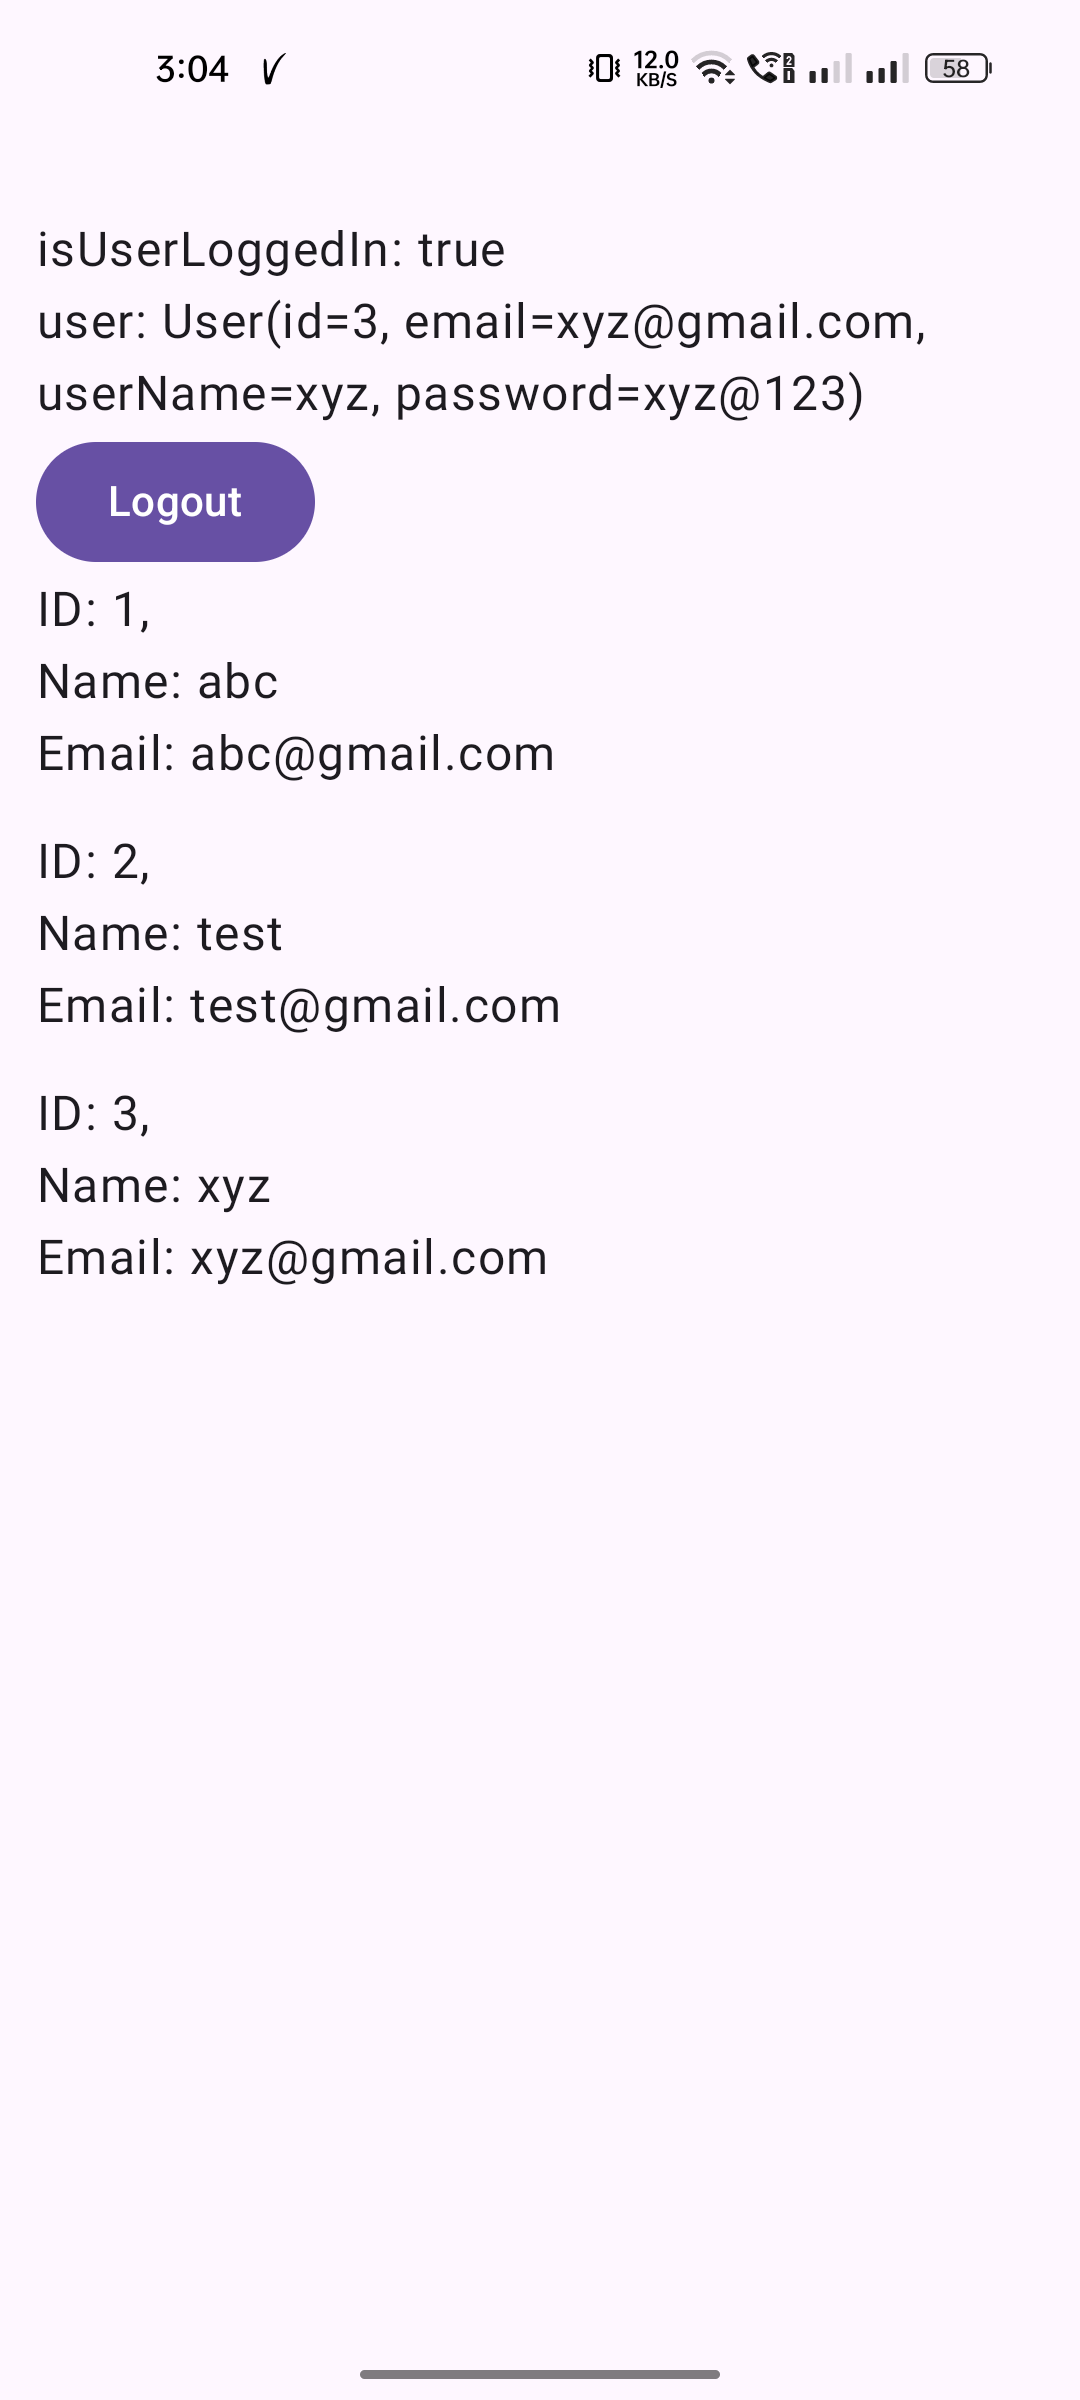 3:04
12.0
KB/S
2
1
58
isUserLoggedIn: true
user: User(id=3, email=xyz@gmail.com,
userName=xyz, password=xyz@123)
Logout
ID: 1,
Name: abc
Email: abc@gmail.com
ID: 2,
Name: test
Email: test@gmail.com
ID: 3,
Name: xyz
Email: xyz@gmail.com